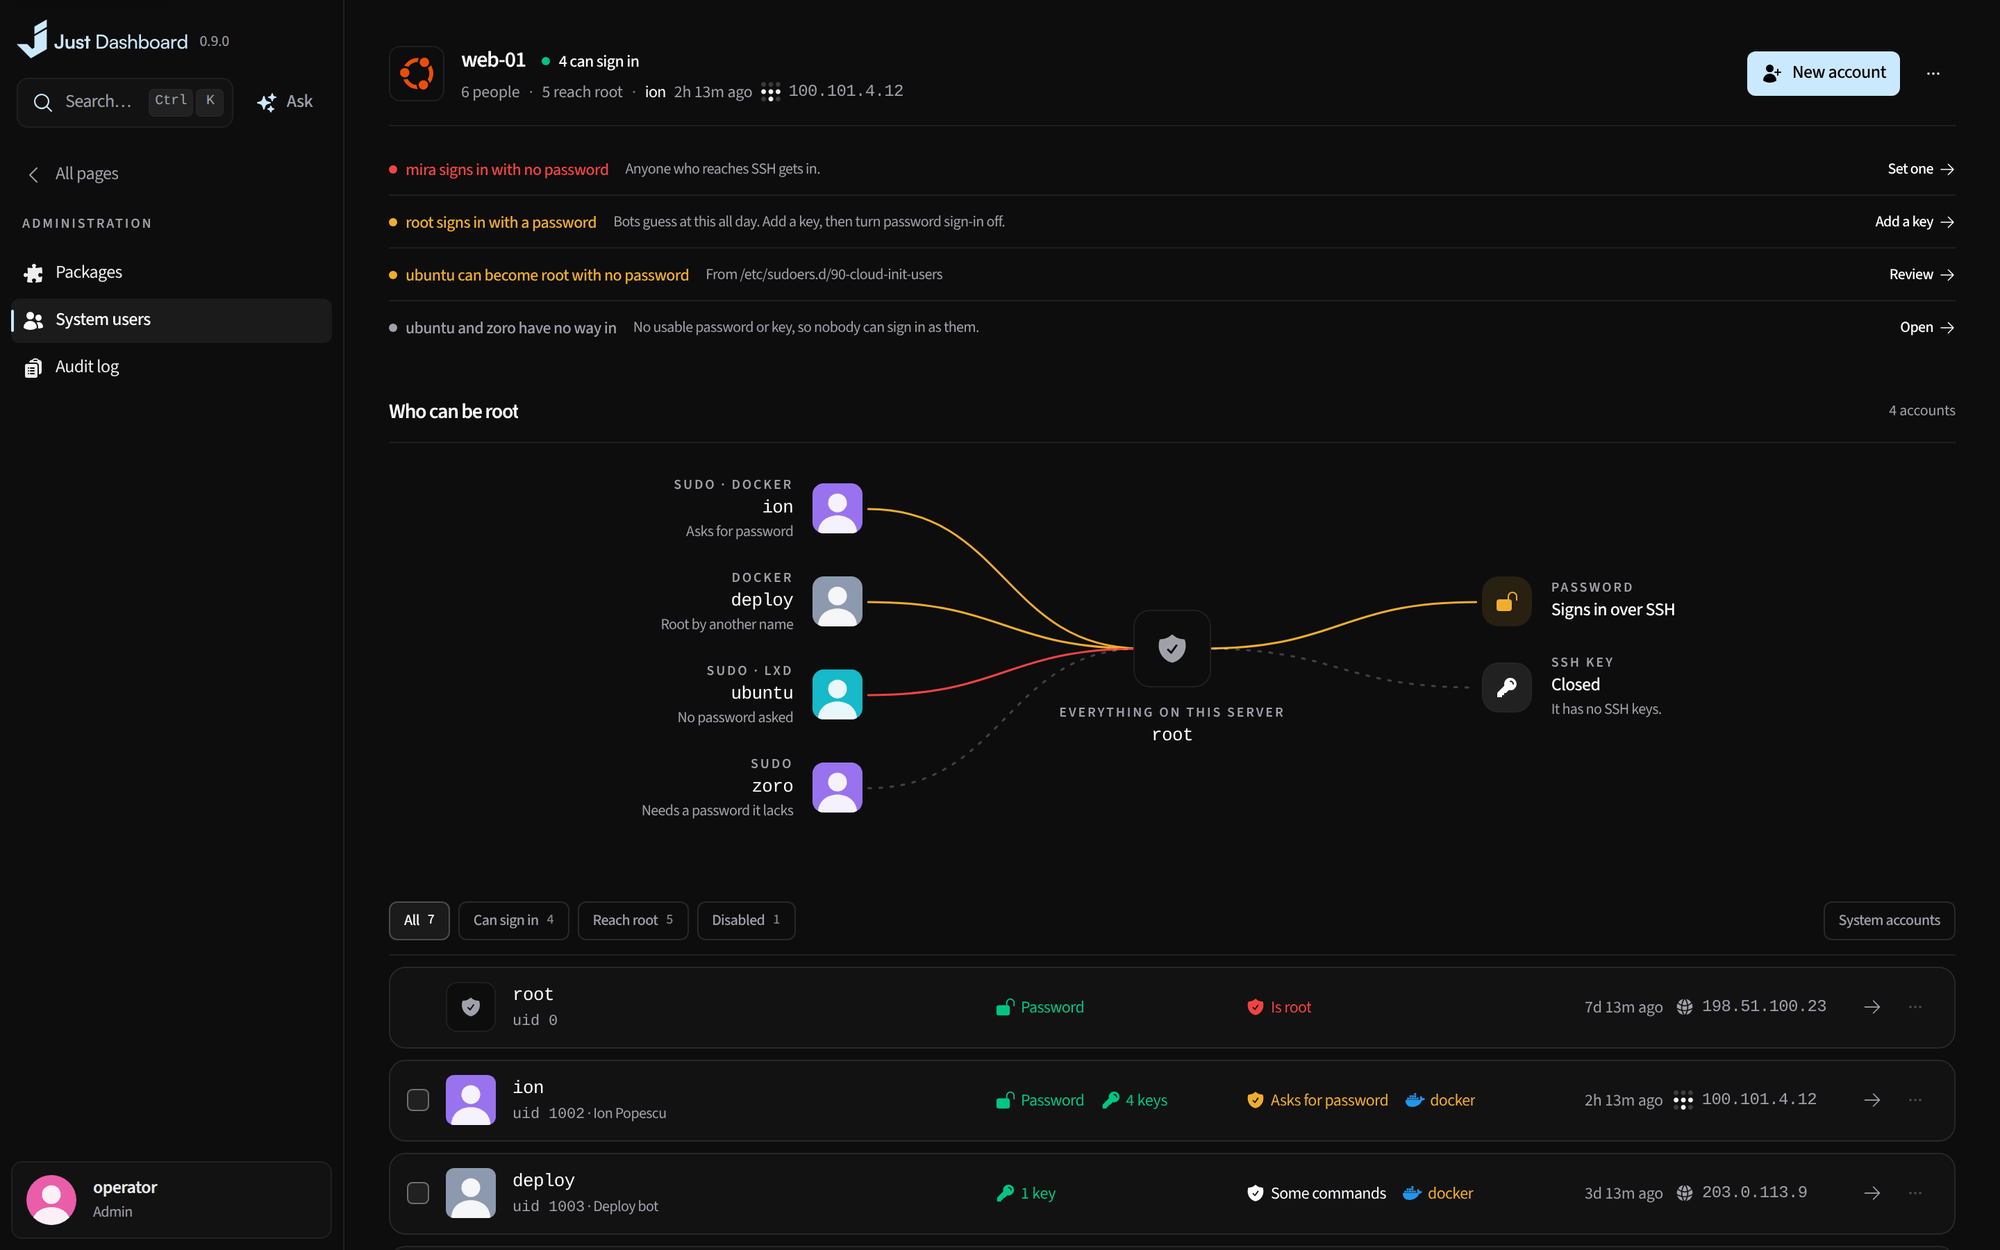 Just Dashboard 0.9.0
Search... Ctrl K
Ask
All pages
ADMINISTRATION
Packages
System users
Audit log
operator
Admin
web-01 4 can sign in
6 people · 5 reach root · ion 2h 13m ago 100.101.4.12
New account
mira signs in with no password Anyone who reaches SSH gets in. Set one →
root signs in with a password Bots guess at this all day. Add a key, then turn password sign-in off. Add a key →
ubuntu can become root with no password From /etc/sudoers.d/90-cloud-init-users Review →
ubuntu and zoro have no way in No usable password or key, so nobody can sign in as them. Open →
Who can be root 4 accounts
SUDO · DOCKER
ion
Asks for password
DOCKER
deploy
Root by another name
SUDO · LXD
ubuntu
No password asked
SUDO
zoro
Needs a password it lacks
EVERYTHING ON THIS SERVER
root
PASSWORD
Signs in over SSH
SSH KEY
Closed
It has no SSH keys.
All 7 Can sign in 4 Reach root 5 Disabled 1 System accounts
root
uid 0
Password Is root 7d 13m ago 198.51.100.23
ion
uid 1002 · Ion Popescu
Password 4 keys Asks for password docker 2h 13m ago 100.101.4.12
deploy
uid 1003 · Deploy bot
1 key Some commands docker 3d 13m ago 203.0.113.9